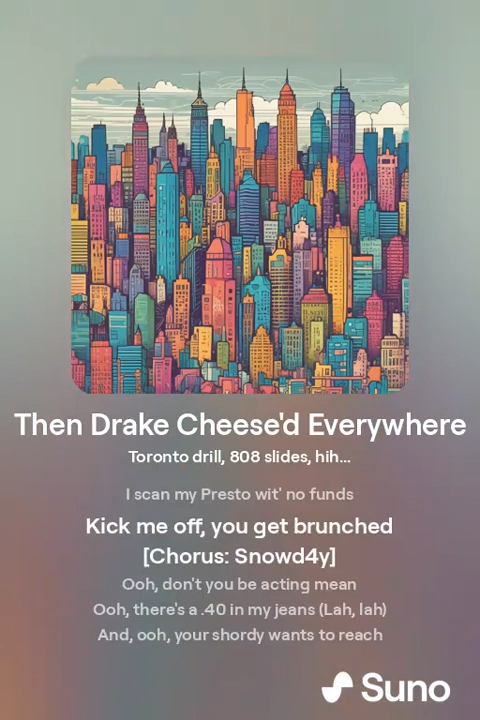 Then Drake Cheese'd Everywhere
Toronto drill, 808 slides, hih...
I scan my Presto wit' no funds
Kick me off, you get brunched
[Chorus: Snowd4y]
Ooh, don't you be acting mean
Ooh, there's a .40 in my jeans (Lah, lah)
And, ooh, your shordy wants to reach
Suno